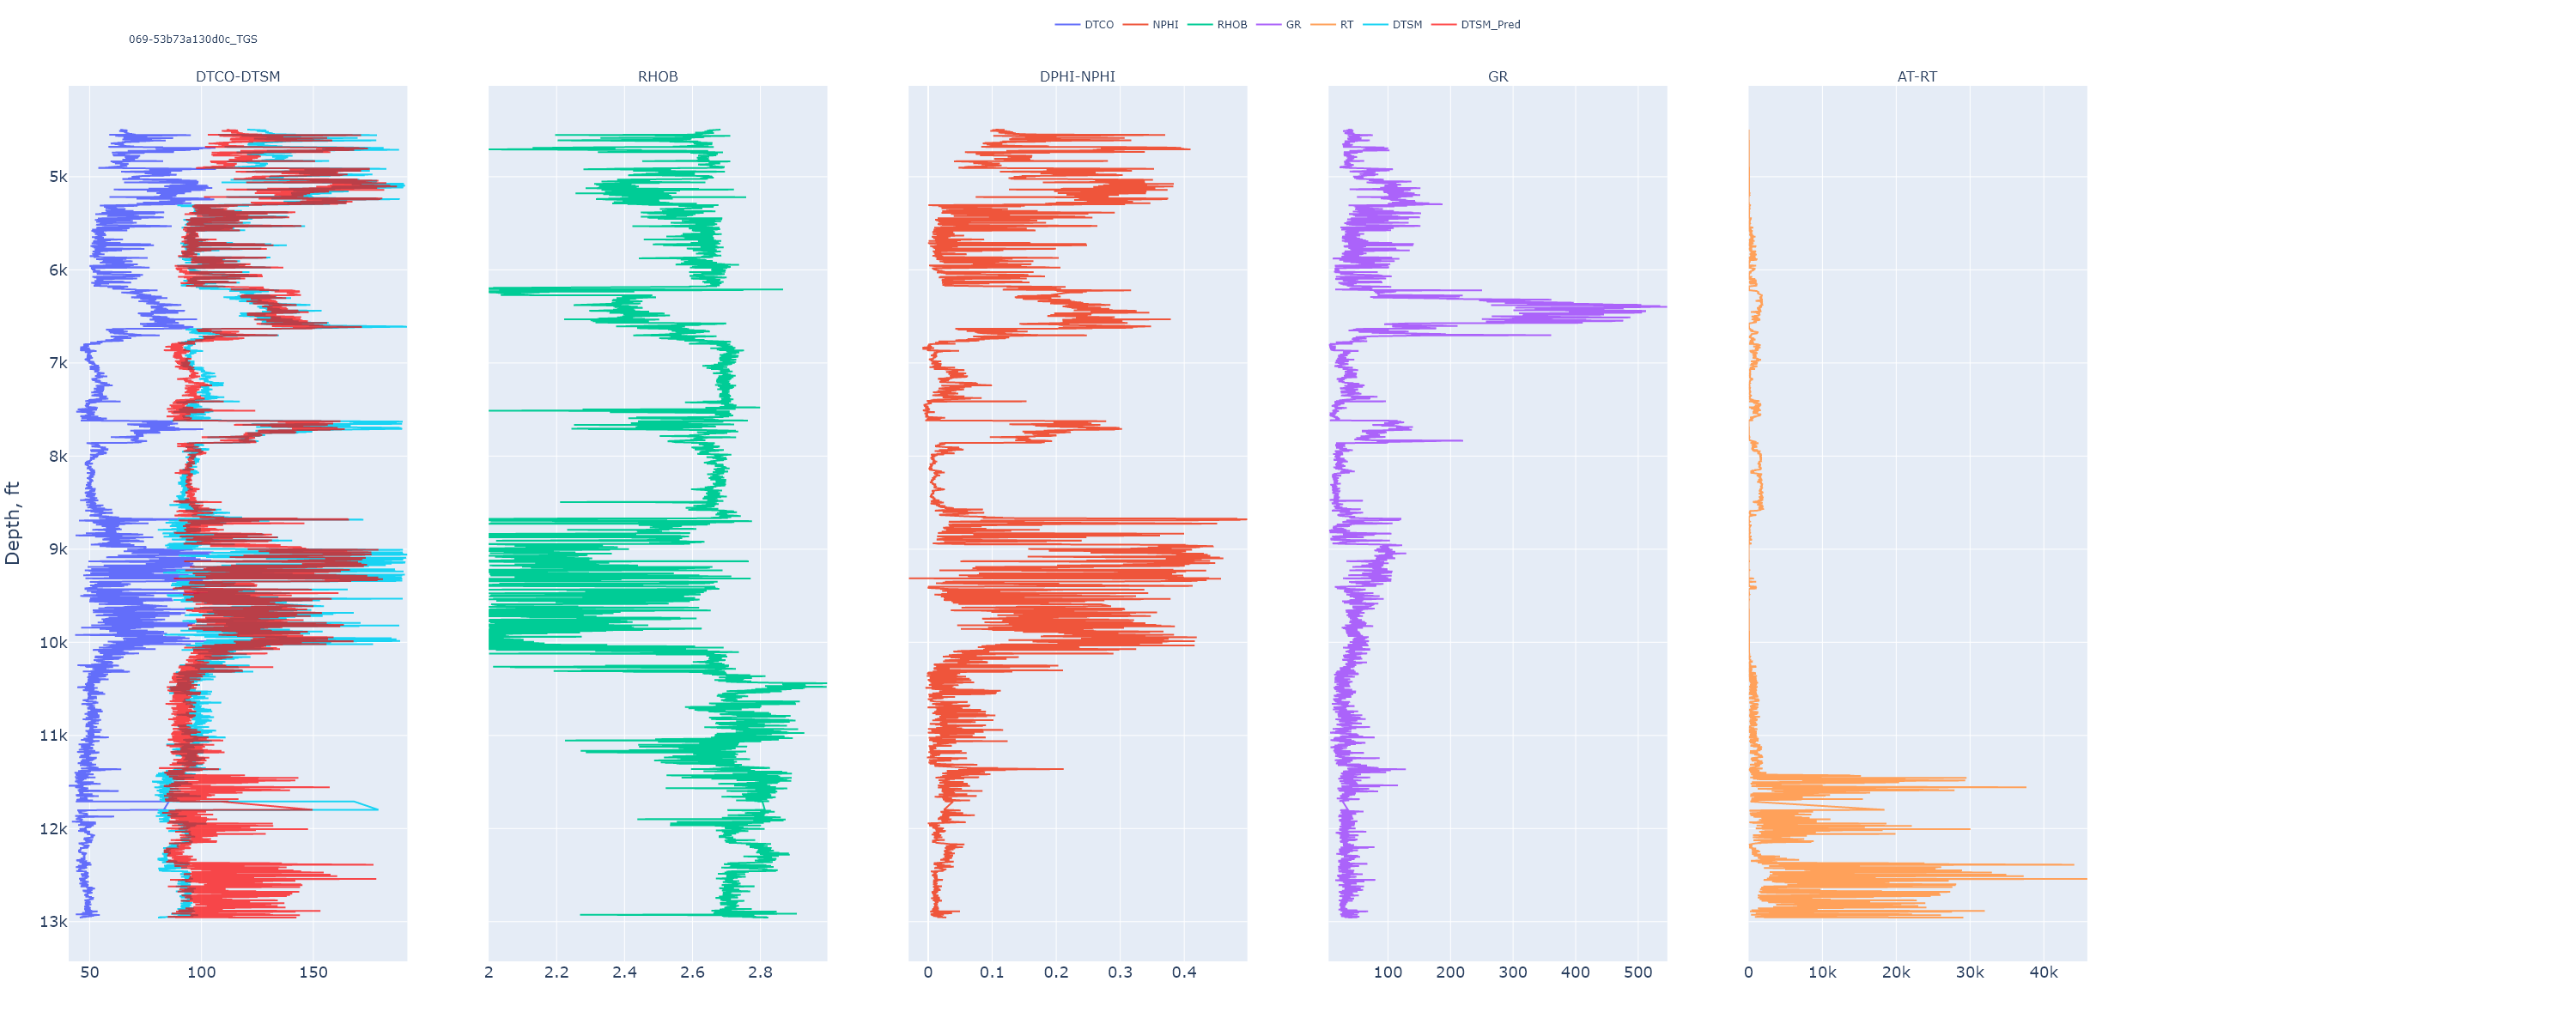 DTCO NPHI RHOB GR RT DTSM DTSM_Pred
069-53b73a130d0c_TGS
DTCO-DTSM RHOB DPHI-NPHI GR AT-RT
Depth, ft
5k
6k
7k
8k
9k
10k
11k
12k
13k
50 100 150 2 2.2 2.4 2.6 2.8 0 0.1 0.2 0.3 0.4 100 200 300 400 500 0 10k 20k 30k 40k